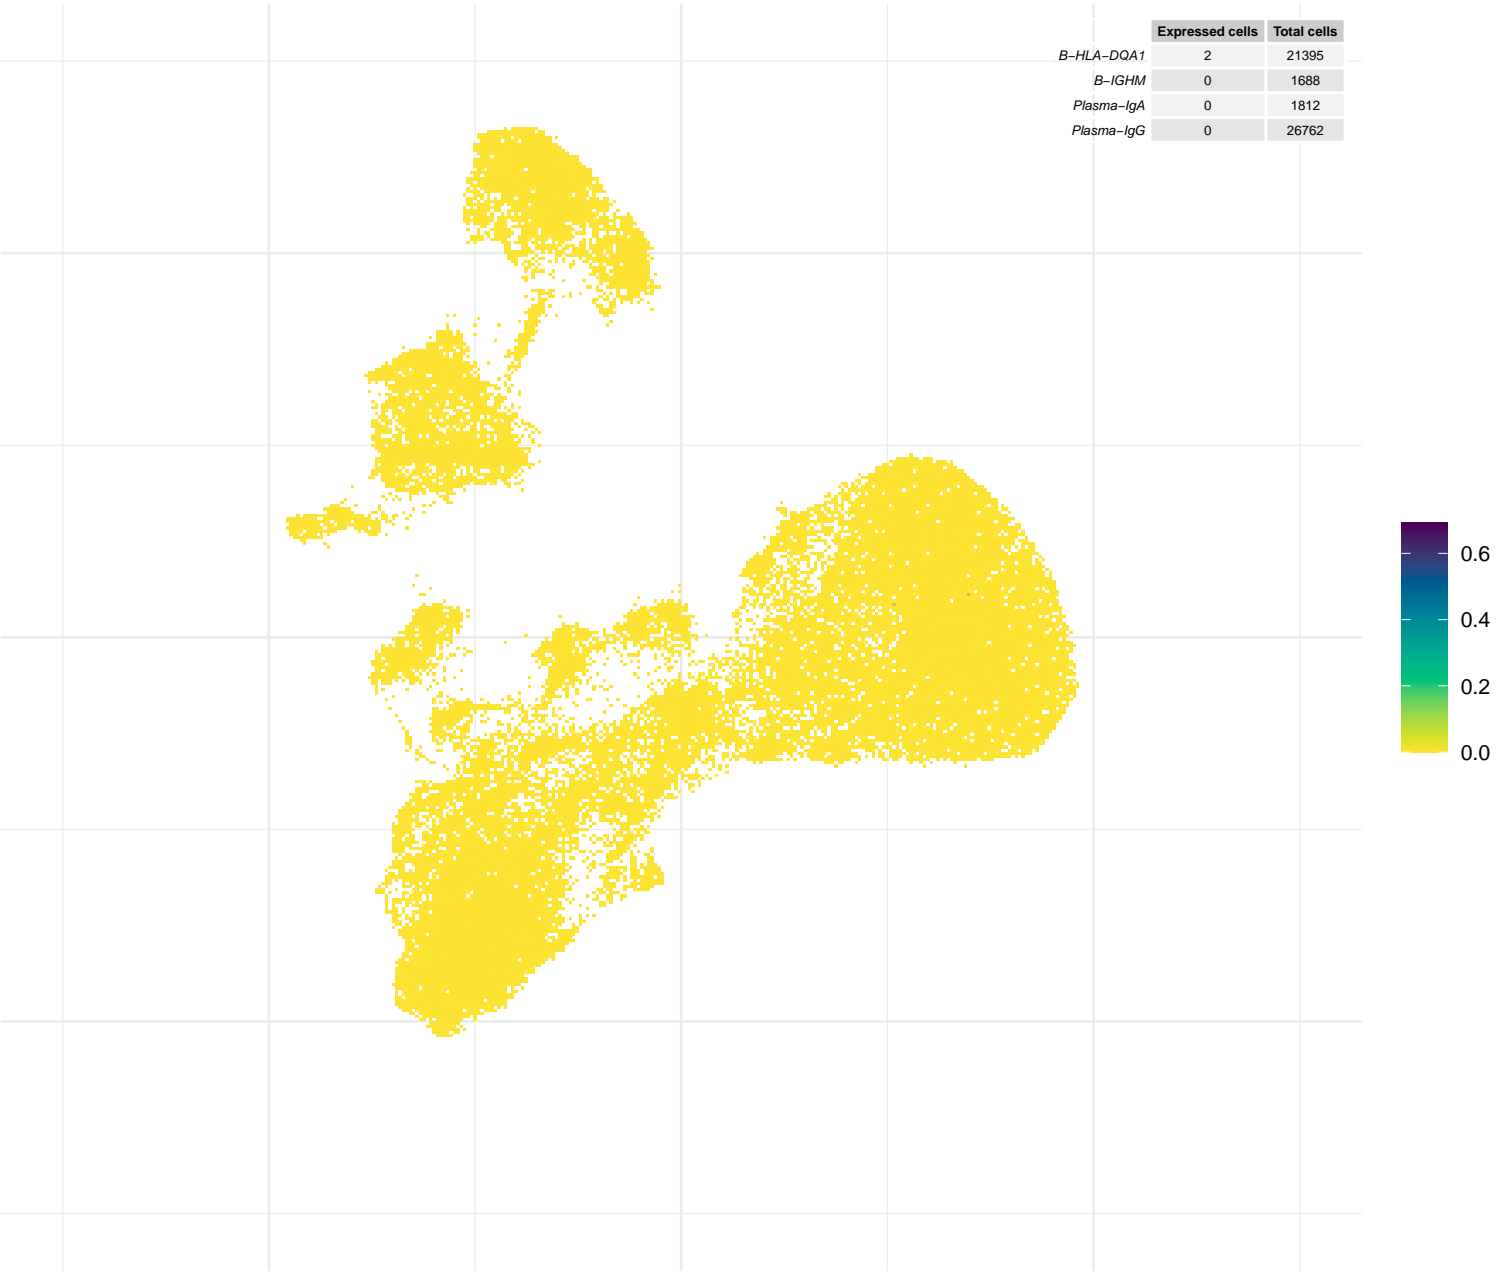 Expressed cells Total cells
B−HLA−DQA1 2 21395
B−IGHM 0 1688
Plasma−IgA 0 1812
Plasma−IgG 0 26762
0.6
0.4
0.2
0.0